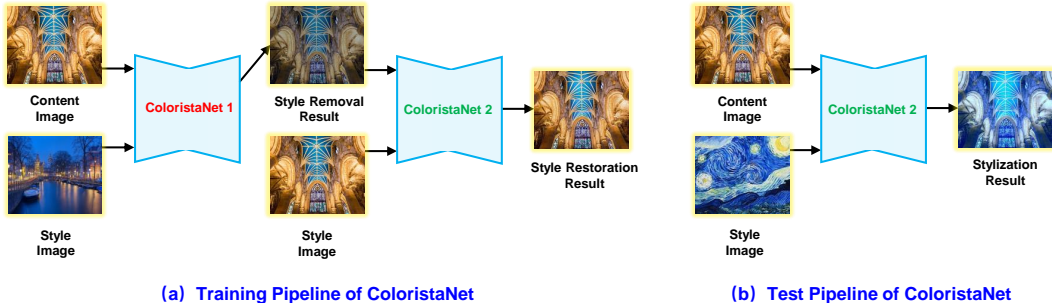 Content
Image
ColoristaNet 1
Style Removal
Result
ColoristaNet 2
Style Restoration
Result
Style
Image
Style
Image
(a) Training Pipeline of ColoristaNet
Content
Image
ColoristaNet 2
Stylization
Result
Style
Image
(b) Test Pipeline of ColoristaNet